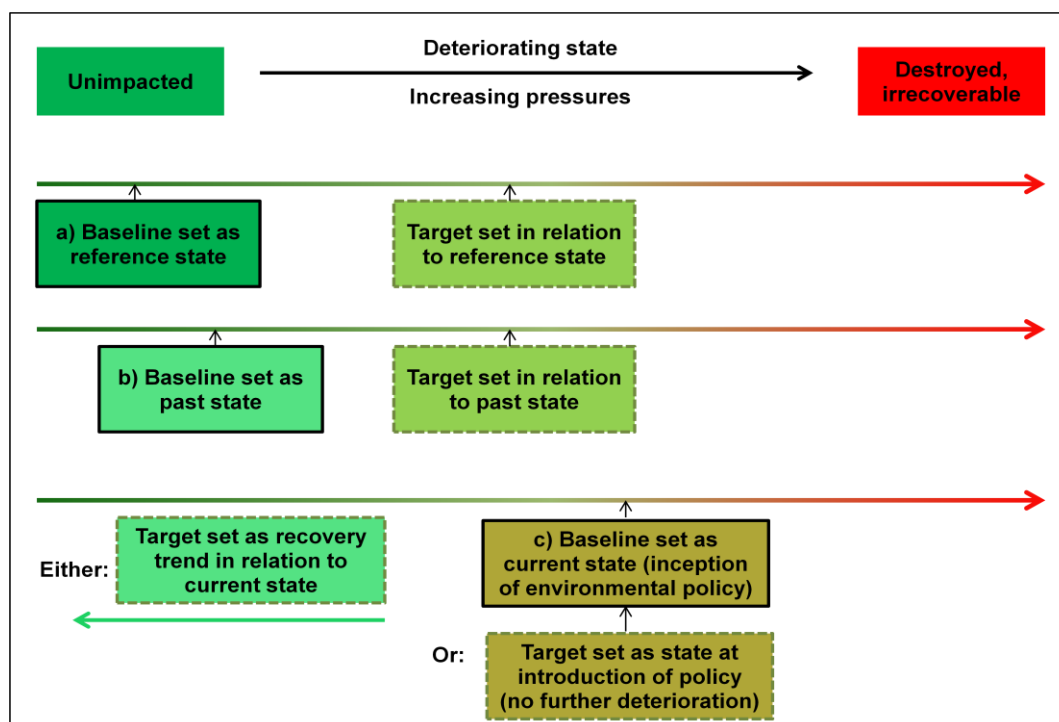 Deteriorating state
Unimpacted
Increasing pressures
Destroyed,
irrecoverable
a) Baseline set as
reference state
Target set in relation
to reference state
b) Baseline set as
past state
Target set in relation
to past state
Either:
Target set as recovery
trend in relation to
current state
c) Baseline set as
current state (inception
of environmental policy)
Or:
Target set as state at
introduction of policy
(no further deterioration)